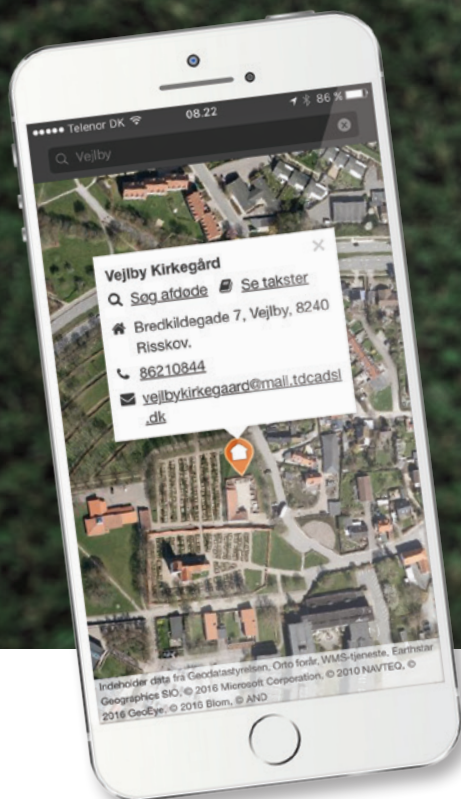 ●●●●● Telenor DK 08.22 86 %
Vejlby
Vejlby Kirkegård
Søg afdøde Se takster
Bredkildegade 7, Vejlby, 8240
Risskov.
86210844
vejlbykirkegaard@mail.tdcadsl
.dk
Indeholder data fra Geodatastyrelsen, Orto forår, WMS-tjeneste, Earthstar
Geographics SIO, © 2016 Microsoft Corporation, © 2010 NAVTEQ, ©
2016 GeoEye, © 2016 Blom, © AND